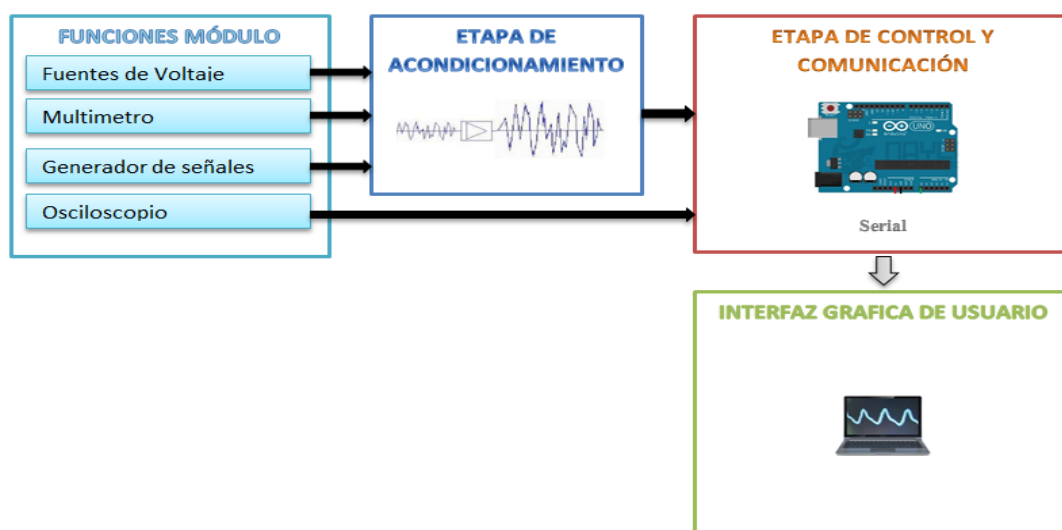 FUNCIONES MÓDULO
Fuentes de Voltaje
Multimetro
Generador de señales
Osciloscopio
ETAPA DE
ACONDICIONAMIENTO
ETAPA DE CONTROL Y
COMUNICACIÓN
UNO
Serial
INTERFAZ GRAFICA DE USUARIO